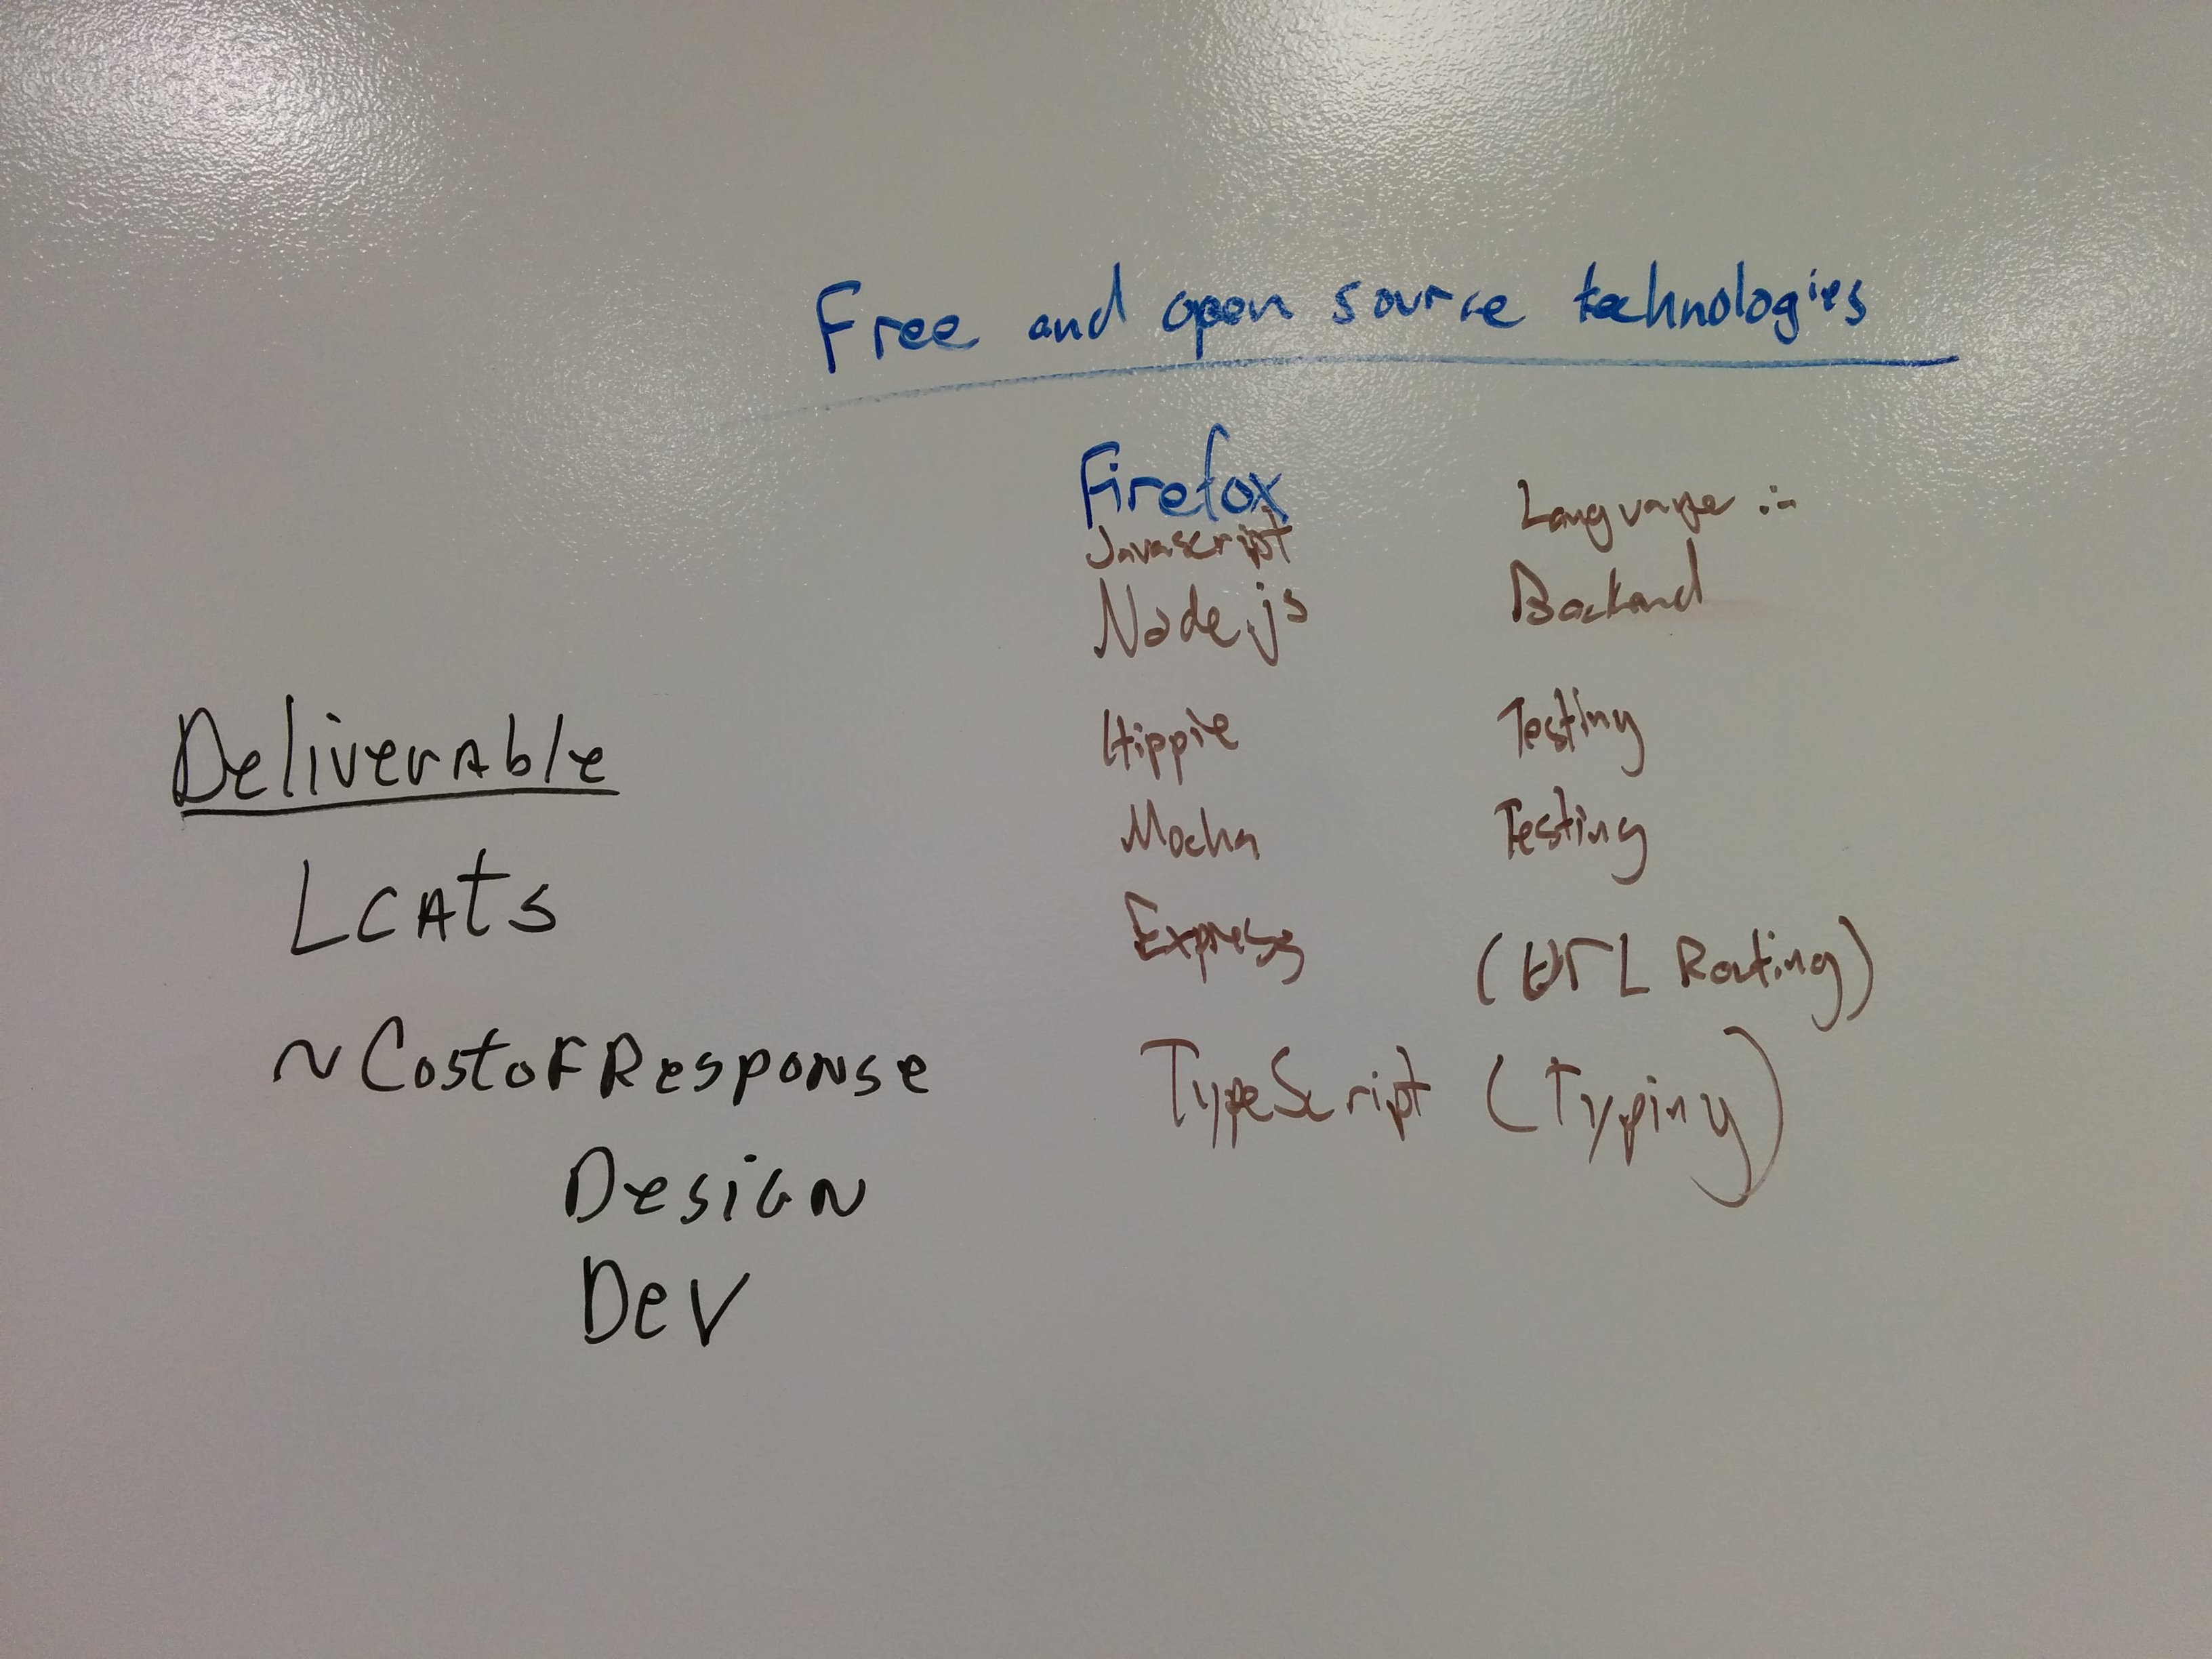 Free and open source technologies
Firefox
Javascript Language :-
Node.js Backend
Hippie Testing
Mocha Testing
Express (UrL Routing)
TypeScript (Typing)
Deliverable
LCAts
~CostoFResponse
Design
Dev